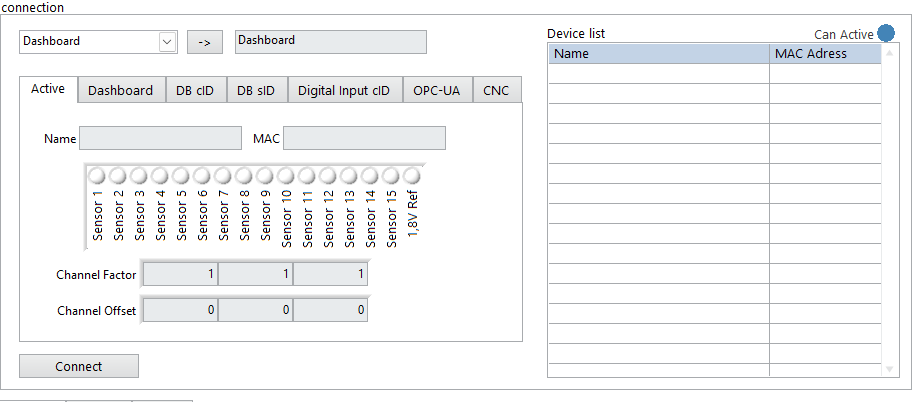 connection
Dashboard -> Dashboard
Device list Can Active
Name MAC Adress
Active Dashboard DB cID DB sID Digital Input cID OPC-UA CNC
Name MAC
Sensor 1
Sensor 2
Sensor 3
Sensor 4
Sensor 5
Sensor 6
Sensor 7
Sensor 8
Sensor 9
Sensor 10
Sensor 11
Sensor 12
Sensor 13
Sensor 14
Sensor 15
1,8V Ref
Channel Factor 1 1 1
Channel Offset 0 0 0
Connect